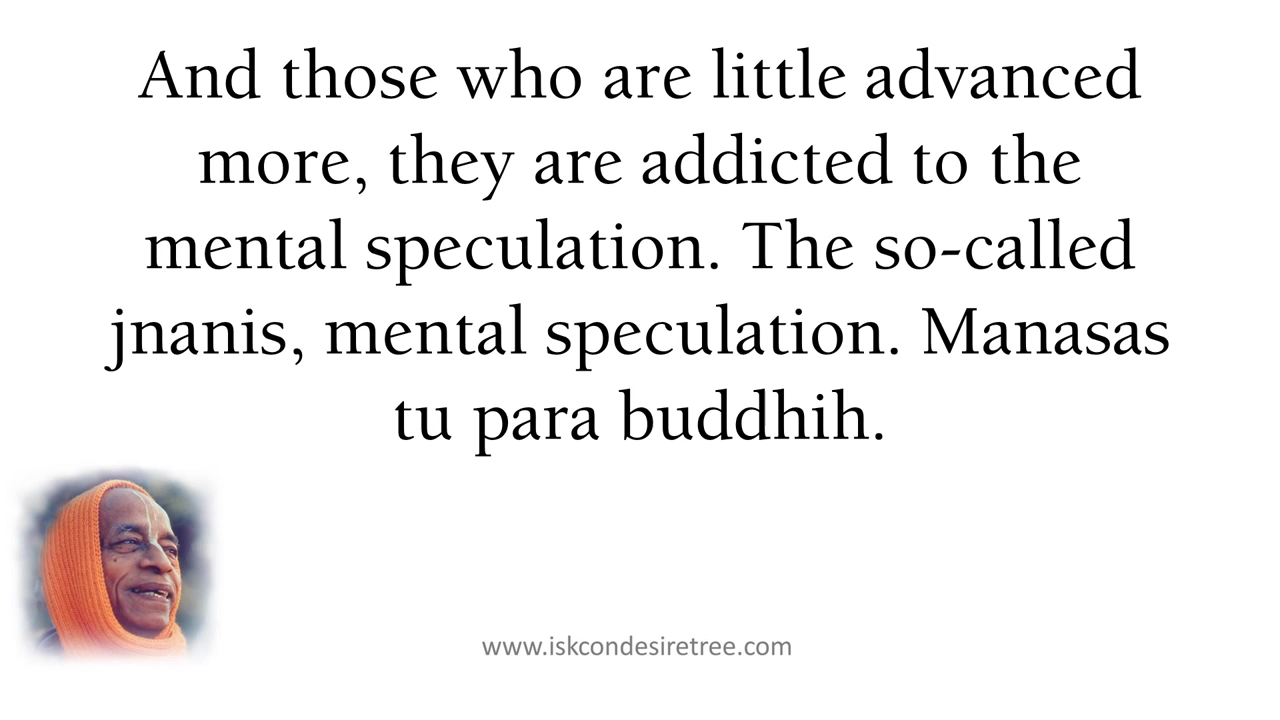 And those who are little advanced
more, they are addicted to the
mental speculation. The so-called
jnanis, mental speculation. Manasas
tu para buddhih.
www.iskcondesiretree.com